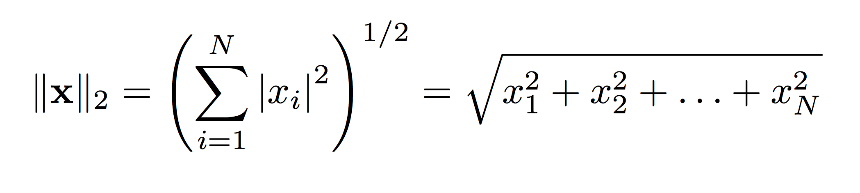 ‖x‖₂ = (∑ᵢ₌₁ᴺ |xᵢ|²)^{1/2} = √(x₁² + x₂² + … + x_N²)